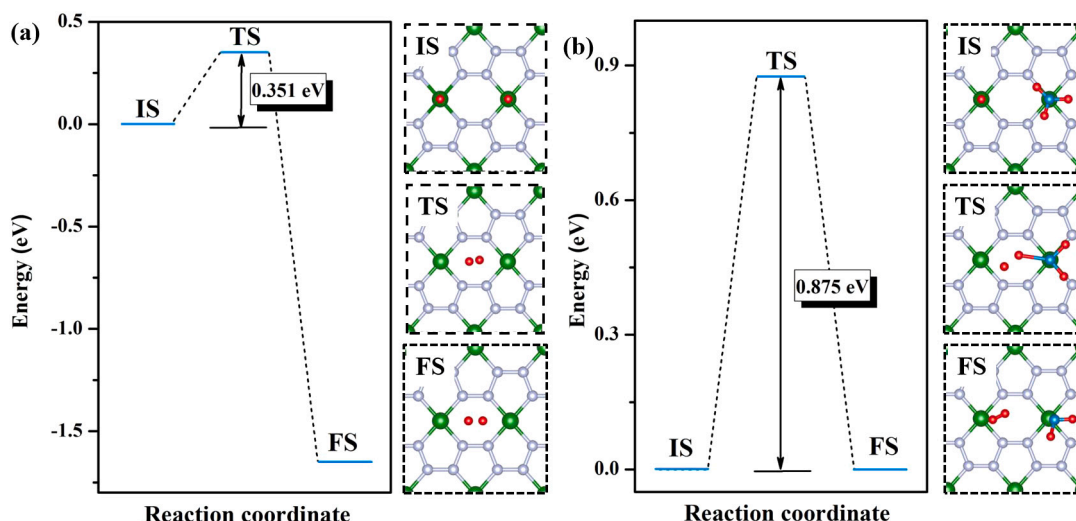 (a)
0.5
0.0
-0.5
-1.0
-1.5
Energy (eV)
Reaction coordinate
IS
TS
0.351 eV
FS
IS
TS
FS
(b)
0.9
0.6
0.3
0.0
Energy (eV)
Reaction coordinate
IS
TS
0.875 eV
FS
IS
TS
FS